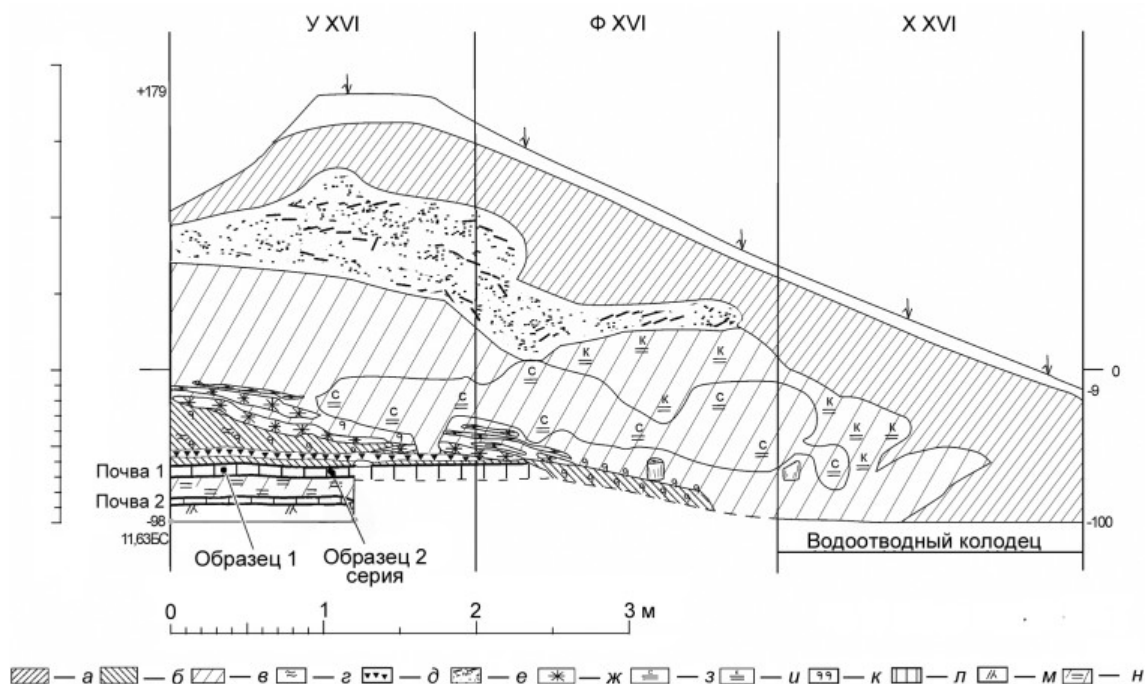 У XVI Ф XVI Х XVI
+179
0
-9
с с с с с с с с с
к к к к к к к к
Почва 1
Почва 2
-98
11,63БС
-100
Образец 1
Образец 2
серия
Водоотводный колодец
0 1 2 3 м
— а — б — в — г — д — е — ж — з — и — к — л — м — н